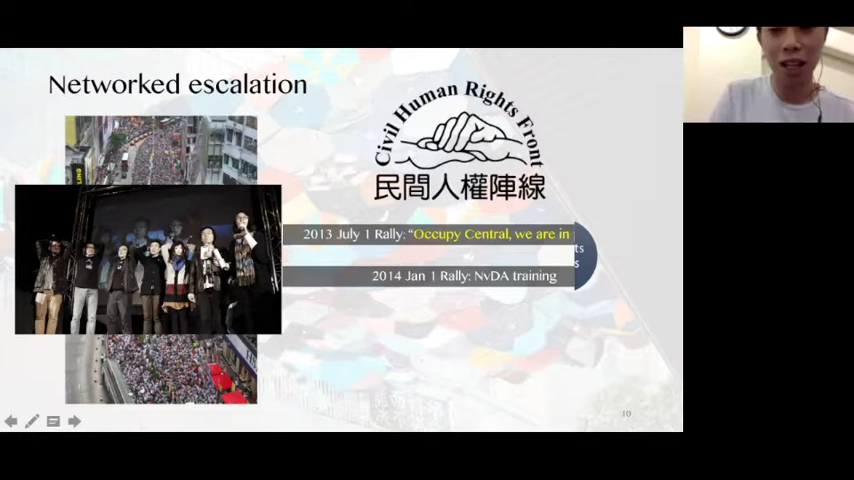 Networked escalation
Civil Human Rights Front
民間人權陣線
2013 July 1 Rally: “Occupy Central, we are in
ts
s
2014 Jan 1 Rally: NvDA training
10